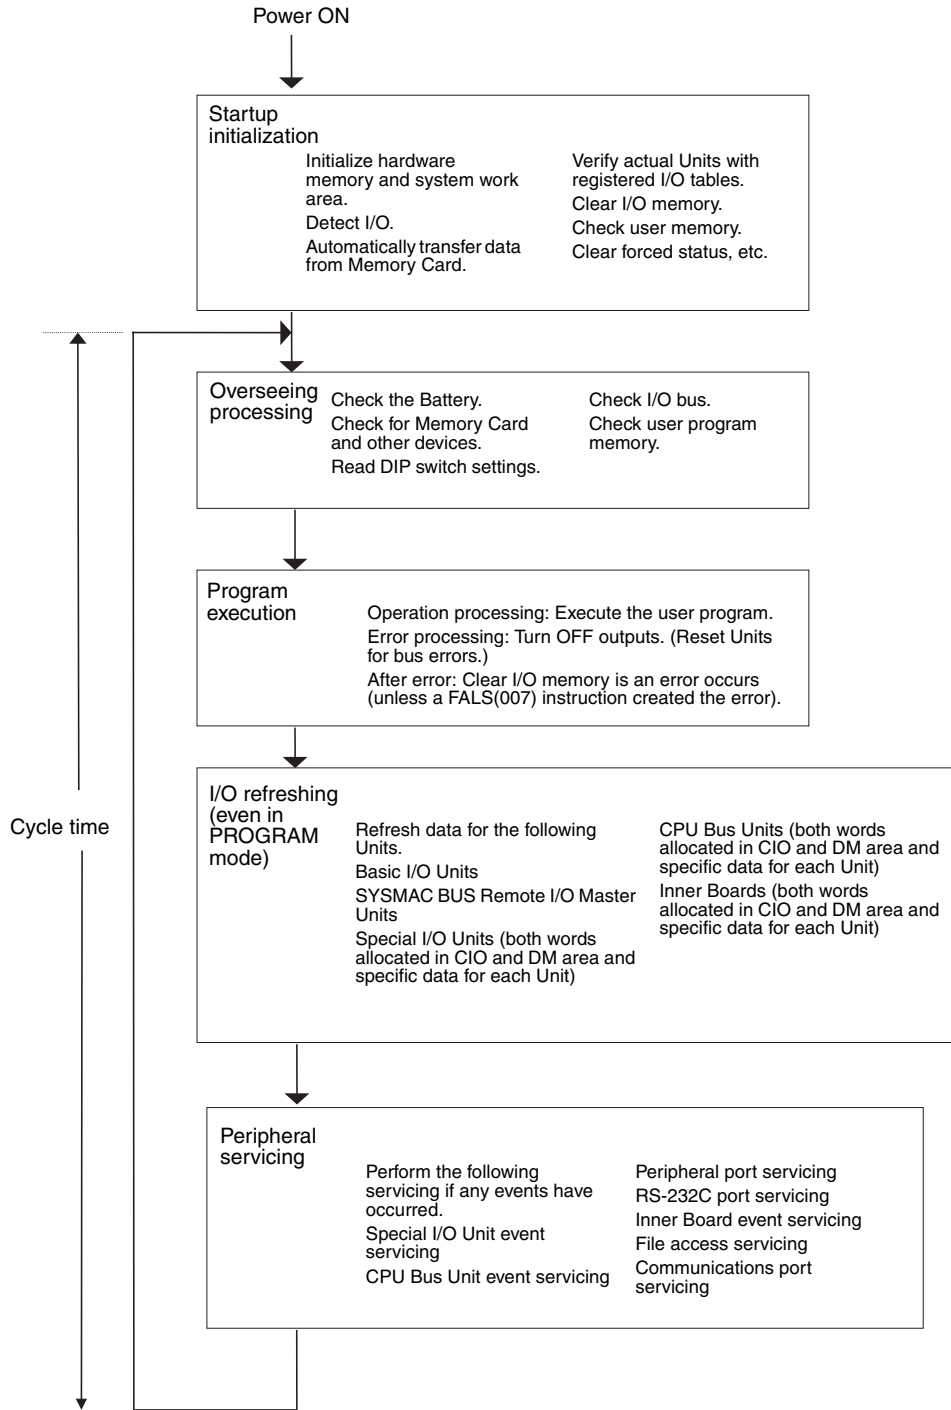 Power ON
Startup
initialization
Initialize hardware
memory and system work
area.
Detect I/O.
Automatically transfer data
from Memory Card.
Verify actual Units with
registered I/O tables.
Clear I/O memory.
Check user memory.
Clear forced status, etc.
Overseeing
processing
Check the Battery.
Check for Memory Card
and other devices.
Read DIP switch settings.
Check I/O bus.
Check user program
memory.
Program
execution
Operation processing: Execute the user program.
Error processing: Turn OFF outputs. (Reset Units
for bus errors.)
After error: Clear I/O memory is an error occurs
(unless a FALS(007) instruction created the error).
Cycle time
I/O refreshing
(even in
PROGRAM
mode)
Refresh data for the following
Units.
Basic I/O Units
SYSMAC BUS Remote I/O Master
Units
Special I/O Units (both words
allocated in CIO and DM area and
specific data for each Unit)
CPU Bus Units (both words
allocated in CIO and DM area and
specific data for each Unit)
Inner Boards (both words
allocated in CIO and DM area and
specific data for each Unit)
Peripheral
servicing
Perform the following
servicing if any events have
occurred.
Special I/O Unit event
servicing
CPU Bus Unit event servicing
Peripheral port servicing
RS-232C port servicing
Inner Board event servicing
File access servicing
Communications port
servicing